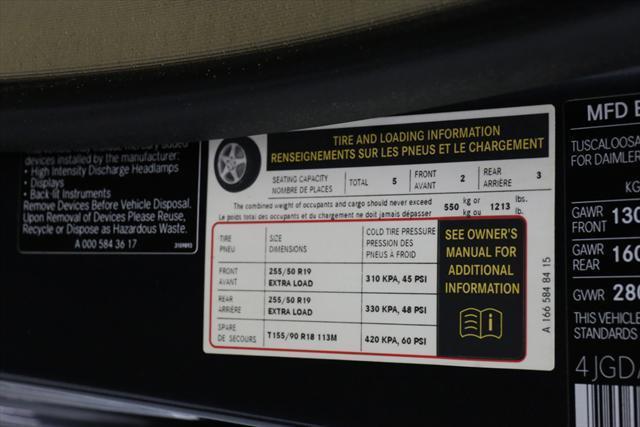 devices installed by the manufacturer:
• High Intensity Discharge Headlamps
• Displays
• Back-lit Instruments
Remove Devices Before Vehicle Disposal.
Upon Removal of Devices Please Reuse,
Recycle or Dispose as Hazardous Waste.
A 000 584 36 17
TIRE AND LOADING INFORMATION
RENSEIGNEMENTS SUR LES PNEUS ET LE CHARGEMENT
SEATING CAPACITY
NOMBRE DE PLACES
TOTAL 5
FRONT
AVANT 2
REAR
ARRIÈRE 3
The combined weight of occupants and cargo should never exceed
Le poids total des occupants et du chargement ne doit jamais dépasser
550 kg or
kg ou
1213 lbs.
lb.
TIRE
PNEU
SIZE
DIMENSIONS
COLD TIRE PRESSURE
PRESSION DES
PNEUS À FROID
FRONT
AVANT
255/50 R19
EXTRA LOAD
310 KPA, 45 PSI
REAR
ARRIÈRE
255/50 R19
EXTRA LOAD
330 KPA, 48 PSI
SPARE
DE SECOURS
T155/90 R18 113M
420 KPA, 60 PSI
SEE OWNER'S
MANUAL FOR
ADDITIONAL
INFORMATION
A 166 584 84 15
MFD B
TUSCALOOSA
FOR DAIMLER
KG
GAWR
FRONT 130
GAWR
REAR 160
GVWR 280
THIS VEHICLE
STANDARDS
4JGDA